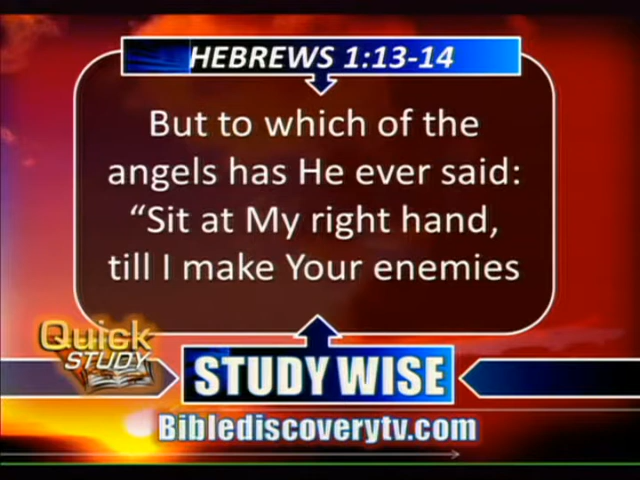 HEBREWS 1:13-14
But to which of the
angels has He ever said:
“Sit at My right hand,
till I make Your enemies
Quick
STUDY
STUDY WISE
Biblediscoverytv.com